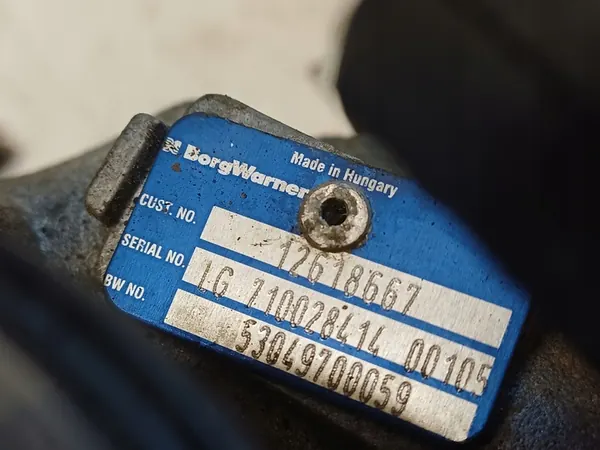 BorgWarner
Made in Hungary
CUST. NO. 12618667
SERIAL NO. LG 710028414 00105
BW NO. 53049700059